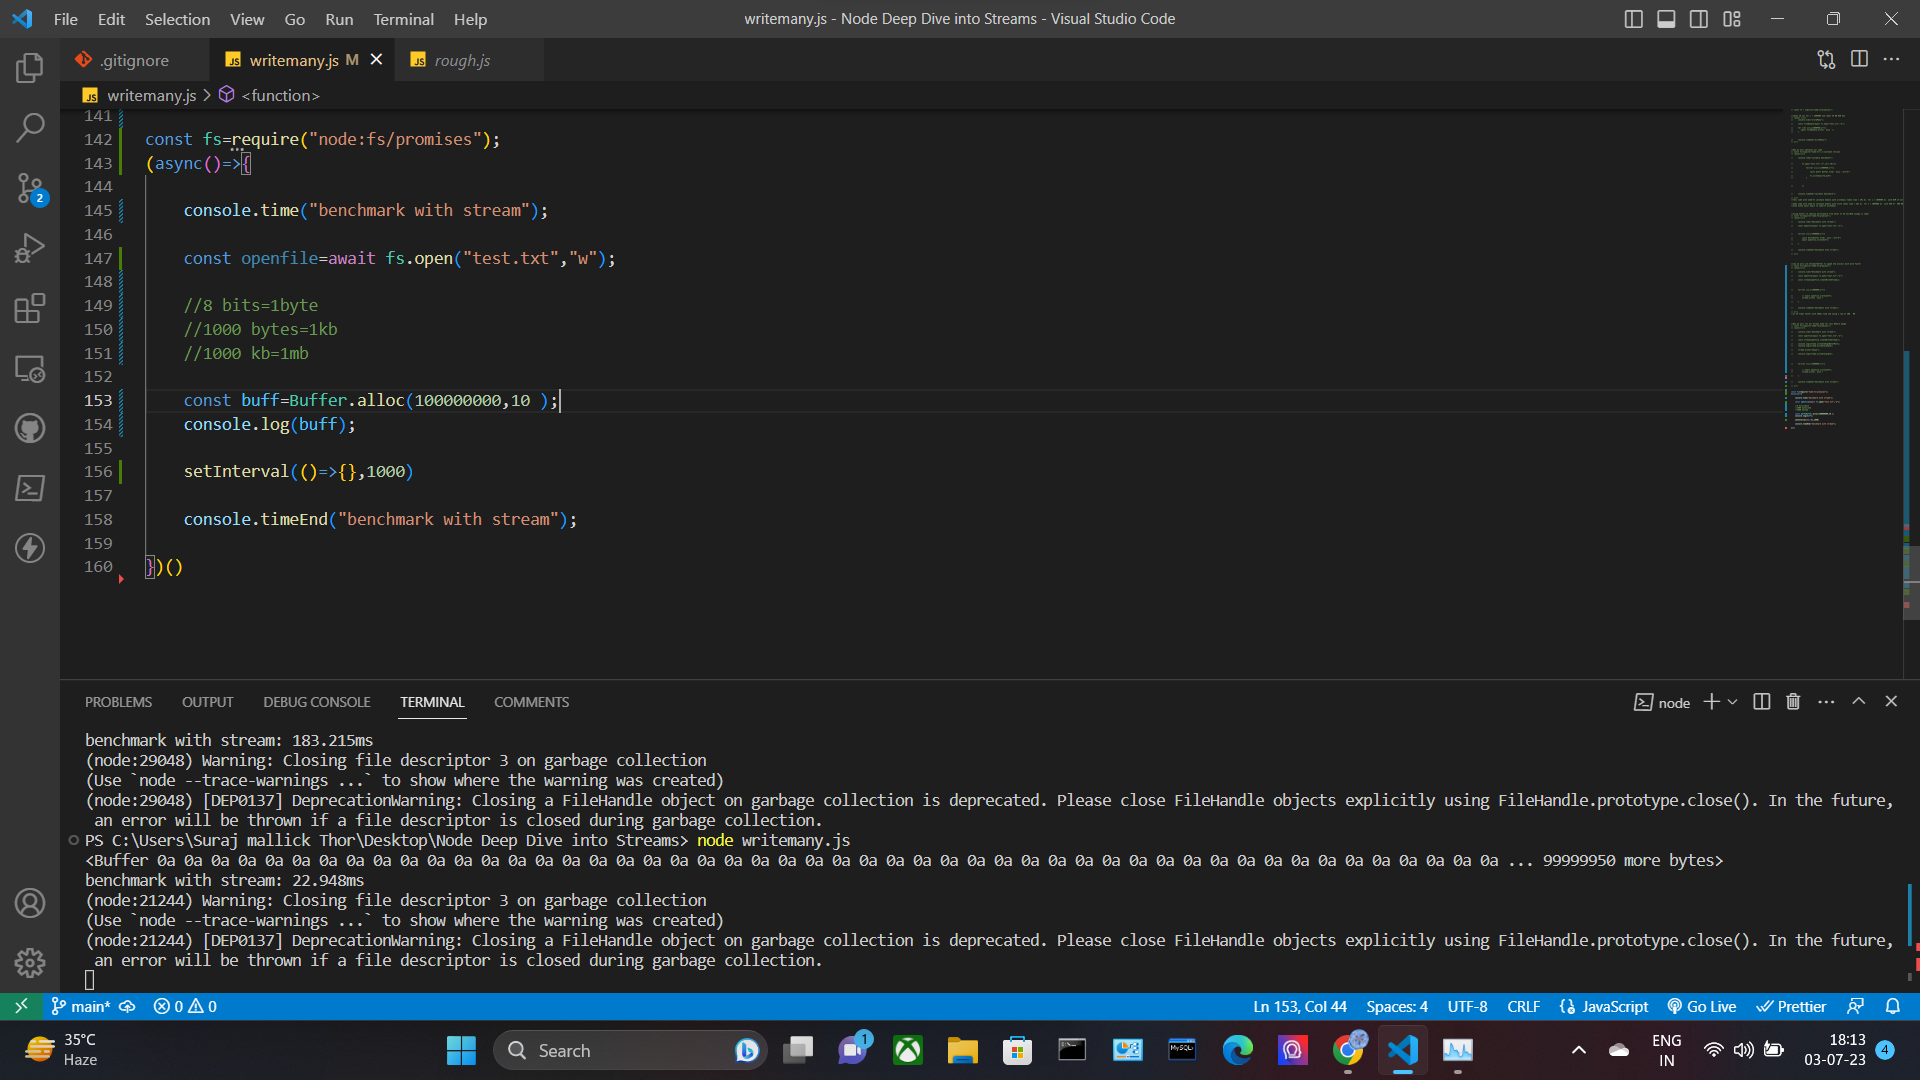 File Edit Selection View Go Run Terminal Help
writemany.js - Node Deep Dive into Streams - Visual Studio Code
.gitignore
JS writemany.js M
JS rough.js
JS writemany.js > <function>
141
142 const fs=require("node:fs/promises");
143 (async()=>{
144
145 console.time("benchmark with stream");
146
147 const openfile=await fs.open("test.txt","w");
148
149 //8 bits=1byte
150 //1000 bytes=1kb
151 //1000 kb=1mb
152
153 const buff=Buffer.alloc(100000000,10 );
154 console.log(buff);
155
156 setInterval(()=>{},1000)
157
158 console.timeEnd("benchmark with stream");
159
160 })()
2
PROBLEMS OUTPUT DEBUG CONSOLE TERMINAL COMMENTS
node
benchmark with stream: 183.215ms
(node:29048) Warning: Closing file descriptor 3 on garbage collection
(Use `node --trace-warnings ...` to show where the warning was created)
(node:29048) [DEP0137] DeprecationWarning: Closing a FileHandle object on garbage collection is deprecated. Please close FileHandle objects explicitly using FileHandle.prototype.close(). In the future,
an error will be thrown if a file descriptor is closed during garbage collection.
PS C:\Users\Suraj mallick Thor\Desktop\Node Deep Dive into Streams> node writemany.js
<Buffer 0a 0a 0a 0a 0a 0a 0a 0a 0a 0a 0a 0a 0a 0a 0a 0a 0a 0a 0a 0a 0a 0a 0a 0a 0a 0a 0a 0a 0a 0a 0a 0a 0a 0a 0a 0a 0a 0a 0a 0a 0a 0a 0a 0a 0a 0a 0a 0a 0a 0a ... 99999950 more bytes>
benchmark with stream: 22.948ms
(node:21244) Warning: Closing file descriptor 3 on garbage collection
(Use `node --trace-warnings ...` to show where the warning was created)
(node:21244) [DEP0137] DeprecationWarning: Closing a FileHandle object on garbage collection is deprecated. Please close FileHandle objects explicitly using FileHandle.prototype.close(). In the future,
an error will be thrown if a file descriptor is closed during garbage collection.
main* 0 0
Ln 153, Col 44 Spaces: 4 UTF-8 CRLF JavaScript Go Live Prettier
35°C
Haze
Search
1
MySQL
ENG
IN
18:13
03-07-23
4